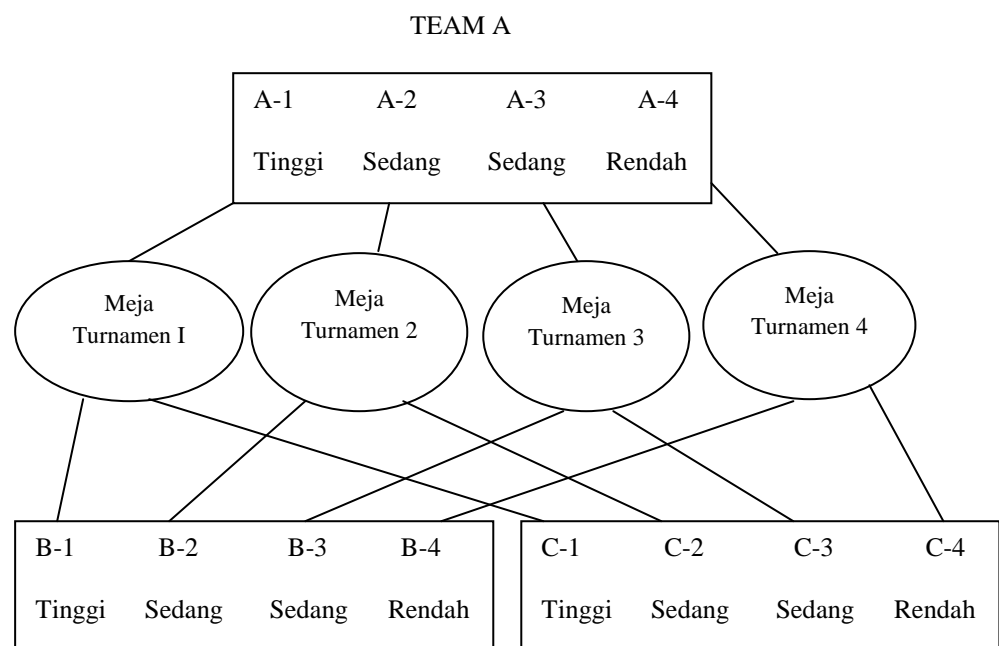 TEAM A
A-1 A-2 A-3 A-4
Tinggi Sedang Sedang Rendah
Meja
Turnamen I
Meja
Turnamen 2
Meja
Turnamen 3
Meja
Turnamen 4
B-1 B-2 B-3 B-4
Tinggi Sedang Sedang Rendah
C-1 C-2 C-3 C-4
Tinggi Sedang Sedang Rendah